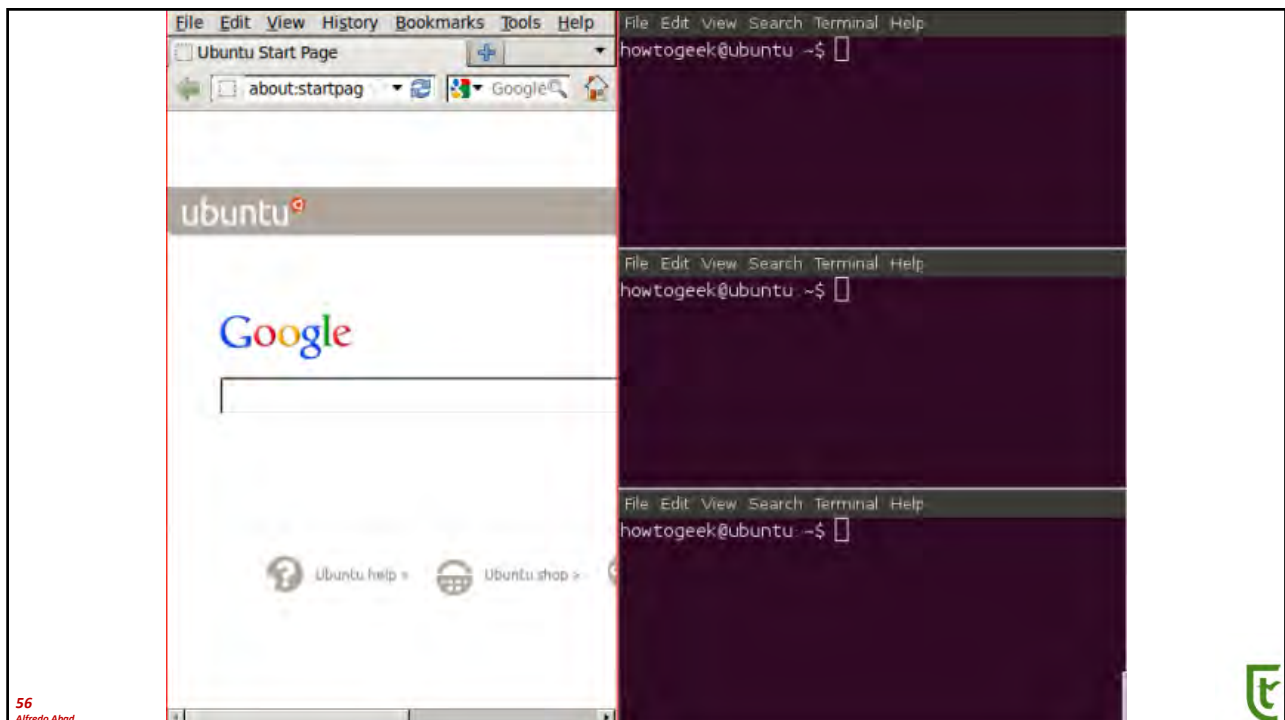 File Edit View History Bookmarks Tools Help
Ubuntu Start Page
about:startpag Google
ubuntu
Google
Ubuntu help >
Ubuntu shop >
File Edit View Search Terminal Help
howtogeek@ubuntu:~$
File Edit View Search Terminal Help
howtogeek@ubuntu:~$
File Edit View Search Terminal Help
howtogeek@ubuntu:~$
56
Alfredo Abad